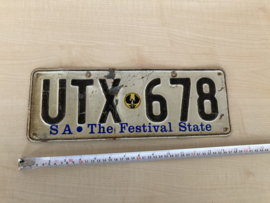 UTX 678
SA • The Festival State